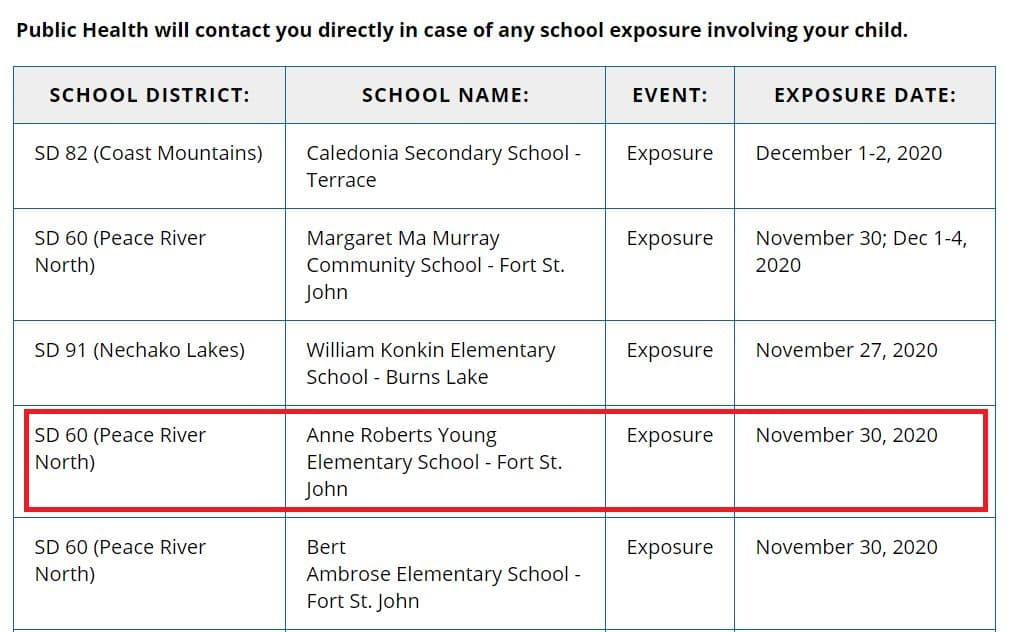 Public Health will contact you directly in case of any school exposure involving your child.
SCHOOL DISTRICT: SCHOOL NAME: EVENT: EXPOSURE DATE:
SD 82 (Coast Mountains) Caledonia Secondary School - Exposure December 1-2, 2020
Terrace
SD 60 (Peace River Margaret Ma Murray Exposure November 30; Dec 1-4,
North) Community School - Fort St. 2020
John
SD 91 (Nechako Lakes) William Konkin Elementary Exposure November 27, 2020
School - Burns Lake
SD 60 (Peace River Anne Roberts Young Exposure November 30, 2020
North) Elementary School - Fort St.
John
SD 60 (Peace River Bert Exposure November 30, 2020
North) Ambrose Elementary School -
Fort St. John